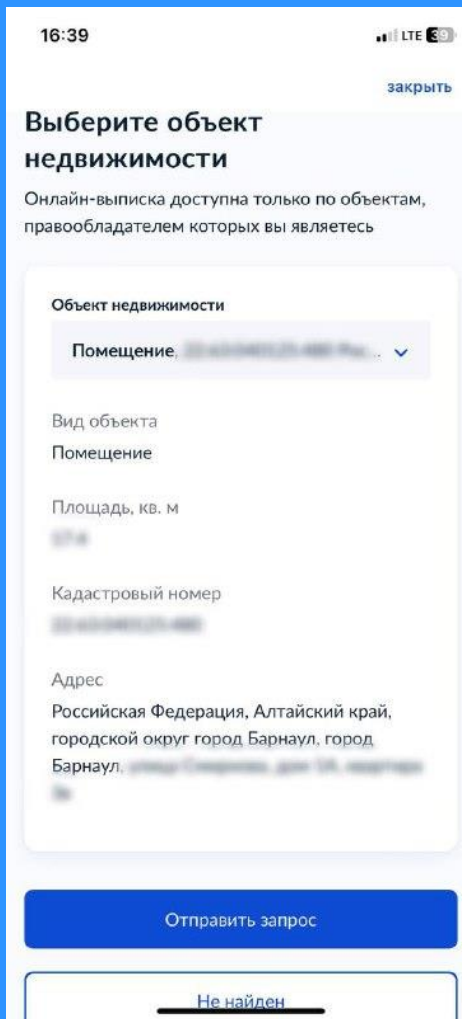 16:39
LTE 39
закрыть
Выберите объект
недвижимости
Онлайн-выписка доступна только по объектам,
правообладателем которых вы являетесь
Объект недвижимости
Помещение,
Вид объекта
Помещение
Площадь, кв. м
Кадастровый номер
Адрес
Российская Федерация, Алтайский край,
городской округ город Барнаул, город
Барнаул,
Отправить запрос
Не найден